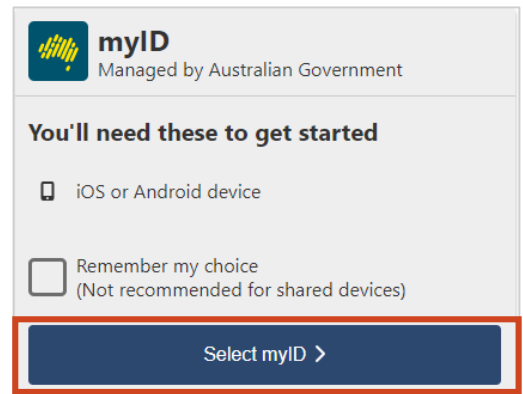 myID
Managed by Australian Government
You'll need these to get started
iOS or Android device
Remember my choice
(Not recommended for shared devices)
Select myID >